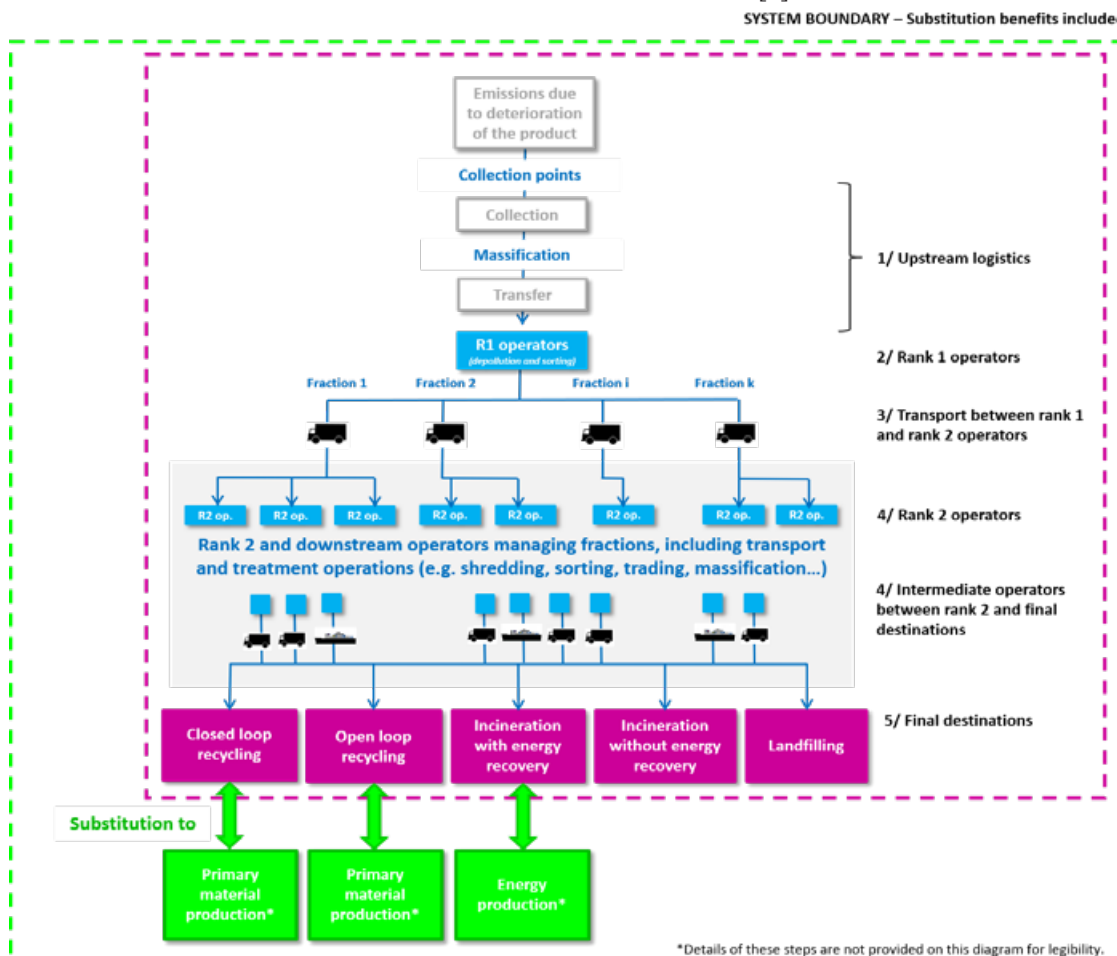 SYSTEM BOUNDARY – Substitution benefits include
Emissions due
to deterioration
of the product
Collection points
Collection
Massification
Transfer
1/ Upstream logistics
R1 operators
(depollution and sorting)
2/ Rank 1 operators
Fraction 1
Fraction 2
Fraction i
Fraction k
3/ Transport between rank 1
and rank 2 operators
R2 op.
R2 op.
R2 op.
R2 op.
R2 op.
R2 op.
R2 op.
R2 op.
4/ Rank 2 operators
Rank 2 and downstream operators managing fractions, including transport
and treatment operations (e.g. shredding, sorting, trading, massification...)
4/ Intermediate operators
between rank 2 and final
destinations
Closed loop
recycling
Open loop
recycling
Incineration
with energy
recovery
Incineration
without energy
recovery
Landfilling
5/ Final destinations
Substitution to
Primary
material
production*
Primary
material
production*
Energy
production*
*Details of these steps are not provided on this diagram for legibility.